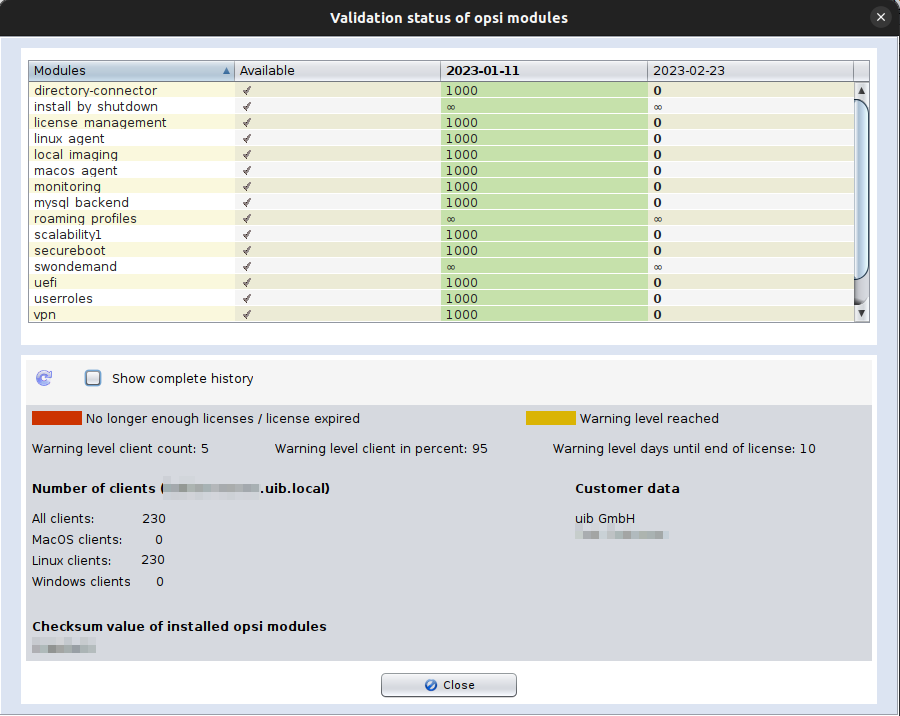 Validation status of opsi modules
Modules Available 2023-01-11 2023-02-23
directory-connector 1000 0
install by shutdown ∞ ∞
license management 1000 0
linux agent 1000 0
local imaging 1000 0
macos agent 1000 0
monitoring 1000 0
mysql backend 1000 0
roaming profiles ∞ ∞
scalability1 1000 0
secureboot 1000 0
swondemand ∞ ∞
uefi 1000 0
userroles 1000 0
vpn 1000 0
Show complete history
No longer enough licenses / license expired Warning level reached
Warning level client count: 5 Warning level client in percent: 95 Warning level days until end of license: 10
Number of clients ( .uib.local) Customer data
All clients: 230 uib GmbH
MacOS clients: 0
Linux clients: 230
Windows clients 0
Checksum value of installed opsi modules
Close